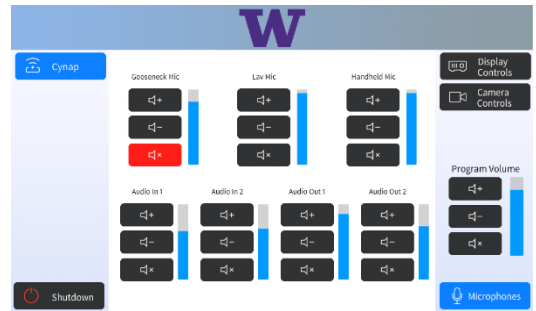 W
Cynap
Display
Controls
Camera
Controls
Gooseneck Mic
Lav Mic
Handheld Mic
Program Volume
Audio In 1
Audio In 2
Audio Out 1
Audio Out 2
Shutdown
Microphones